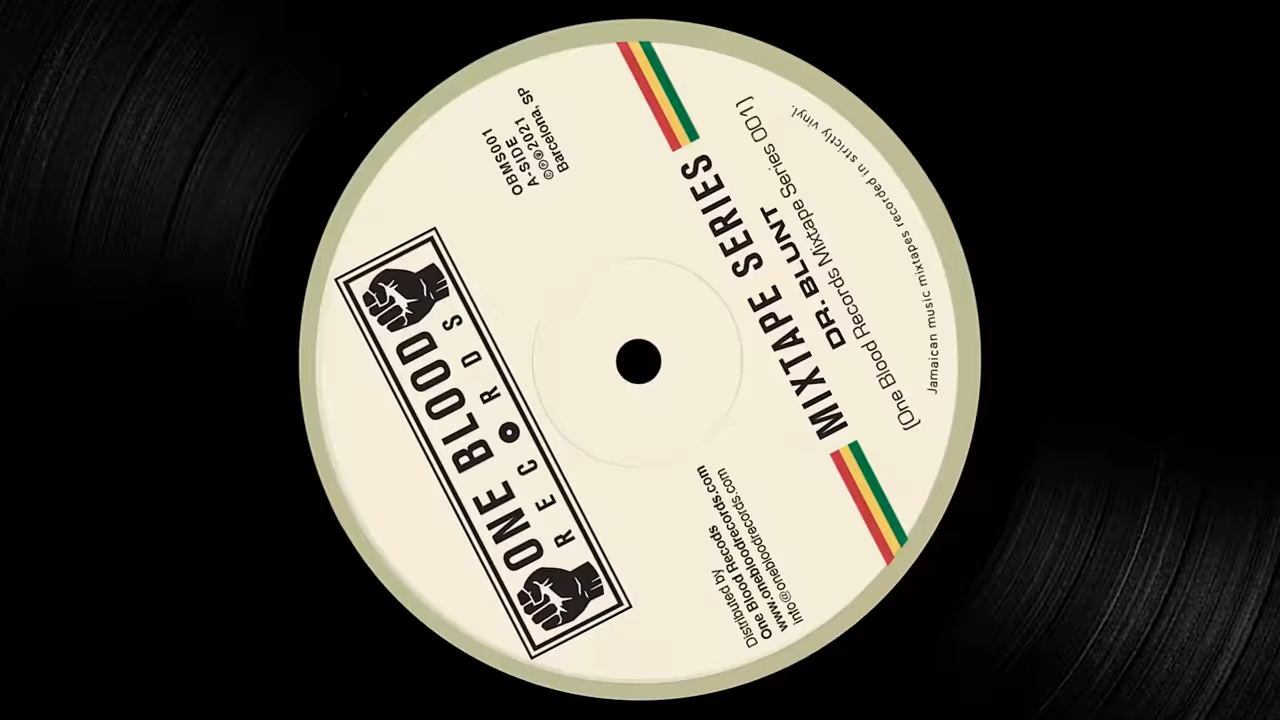 ONE BLOOD
RECORDS
OBMS001
A-SIDE
©℗®2021
Barcelona, SP
Distributed by
One Blood Recods
www.onebloodrecords.com
info@onebloodrecords.com
MIXTAPE SERIES
DR. BLUNT
(One Blood Records Mixtape Series 001)
Jamaican music mixtapes recorded in strictly vinyl.